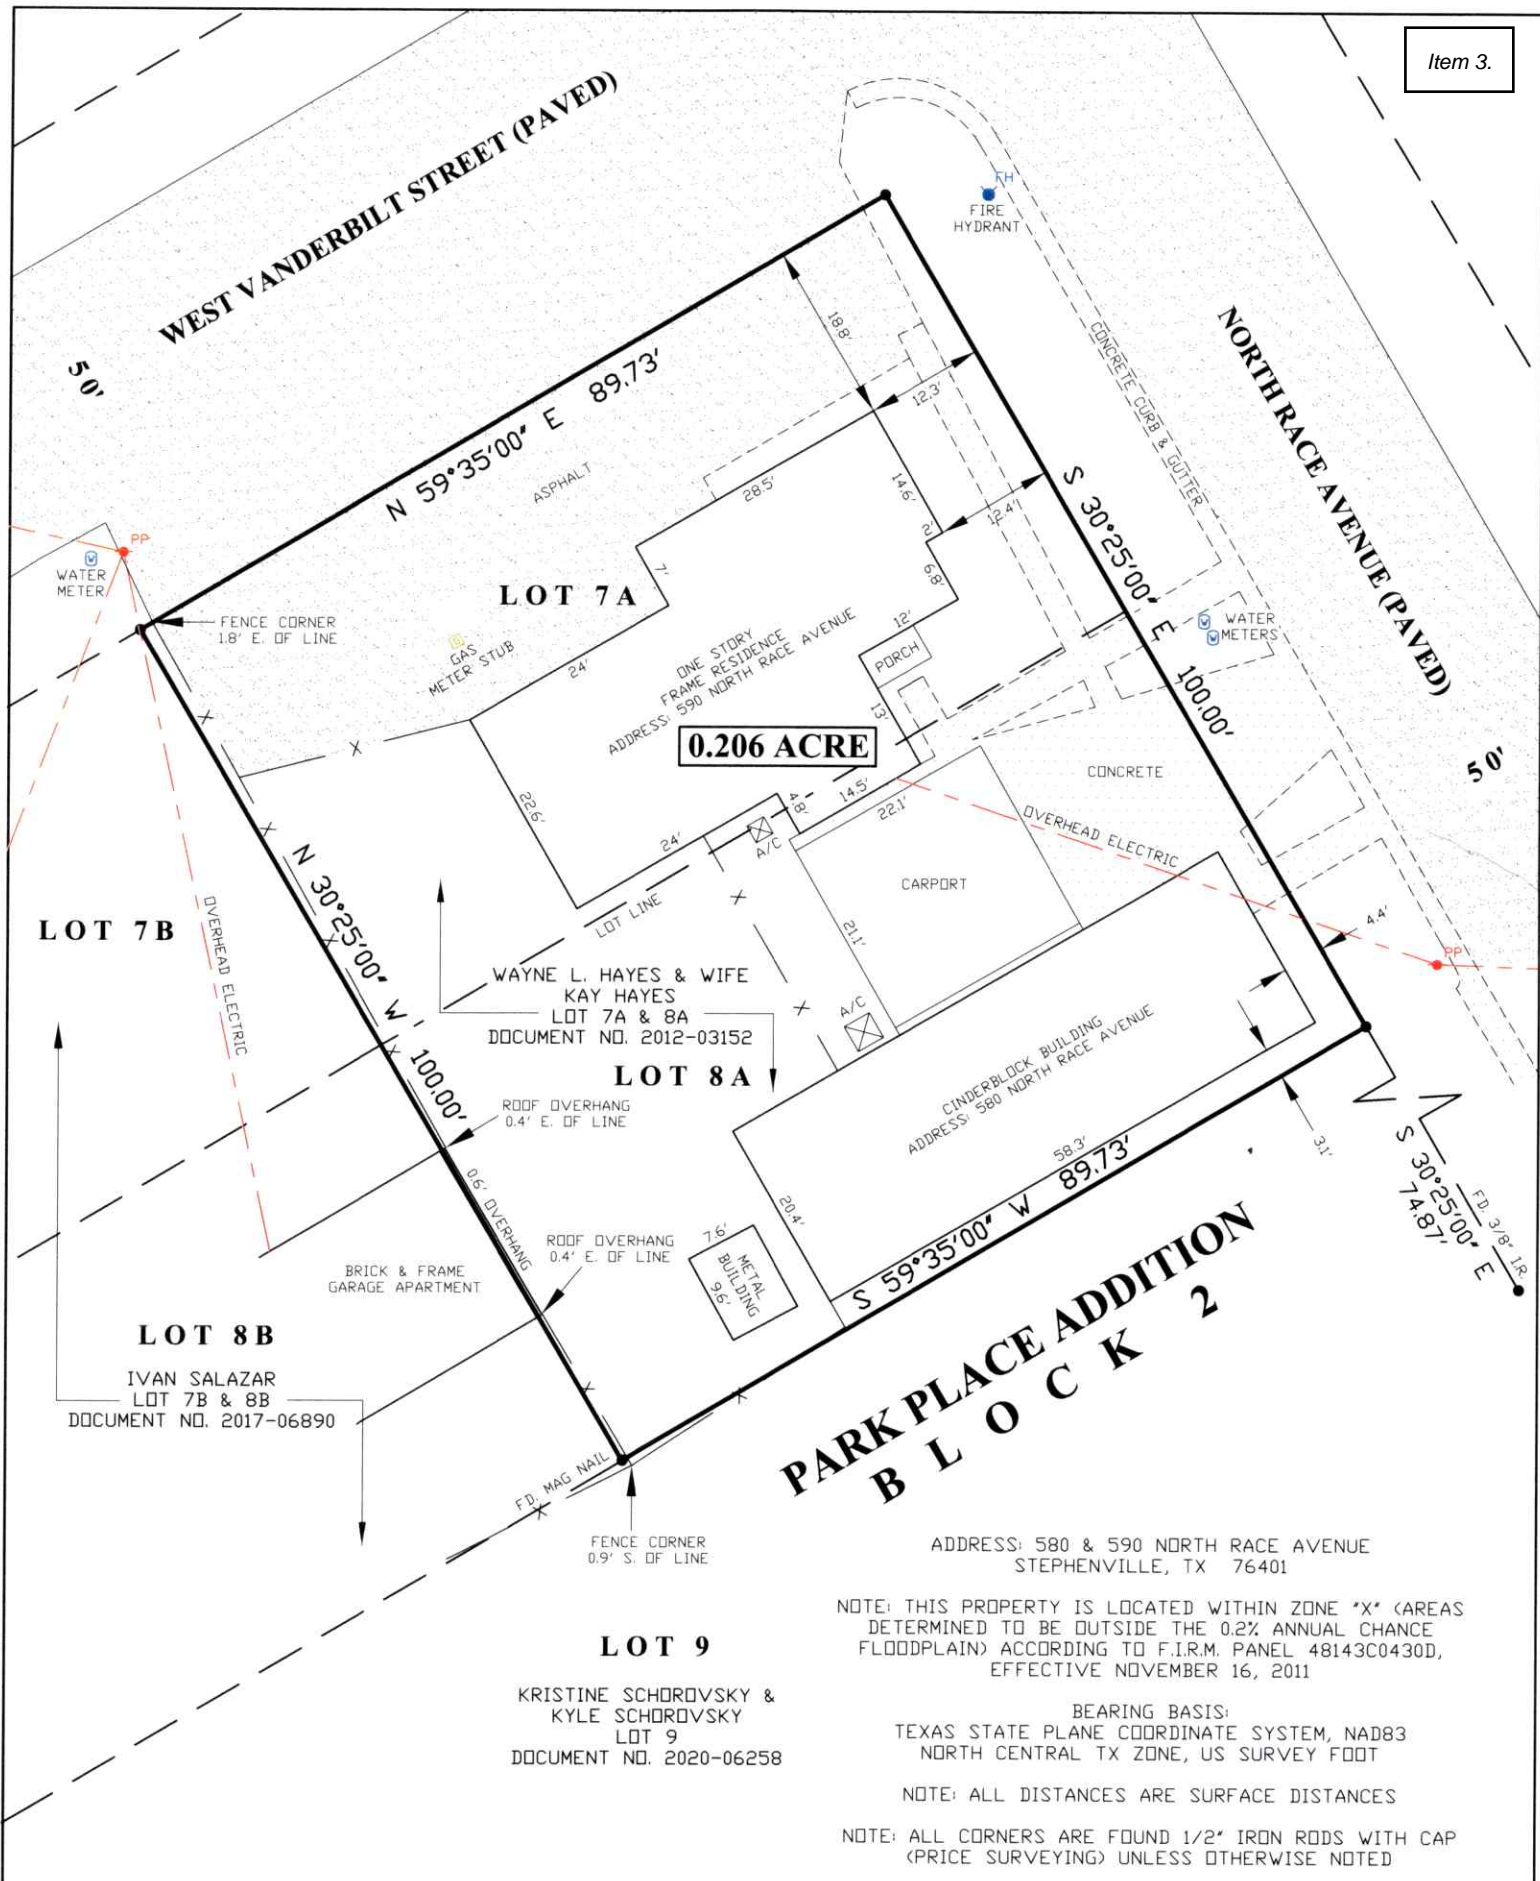 Item 3.
WEST VANDERBILT STREET (PAVED)
50'
FH
FIRE
HYDRANT
CONCRETE CURB & GUTTER
NORTH RACE AVENUE (PAVED)
50'
N 59°35'00" E 89.73'
18.8'
12.3'
ASPHALT
28.5'
14.6'
12.4'
2'
6.8'
S 30°25'00" E 100.00'
PP
WATER
METER
FENCE CORNER
1.8' E. OF LINE
LOT 7A
7'
GAS
METER STUB
24'
ONE STORY
FRAME RESIDENCE
ADDRESS: 590 NORTH RACE AVENUE
12'
PORCH
13'
WATER
METERS
0.206 ACRE
22.6'
24'
4.8'
14.5'
22.1'
A/C
CONCRETE
OVERHEAD ELECTRIC
CARPORT
21.1'
4.4'
PP
N 30°25'00" W 100.00'
LOT 7B
OVERHEAD ELECTRIC
LOT LINE
WAYNE L. HAYES & WIFE
KAY HAYES
LOT 7A & 8A
DOCUMENT NO. 2012-03152
LOT 8A
A/C
CINDERBLOCK BUILDING
ADDRESS: 580 NORTH RACE AVENUE
58.3'
20.4'
3.1'
ROOF OVERHANG
0.4' E. OF LINE
0.6' OVERHANG
ROOF OVERHANG
0.4' E. OF LINE
7.6'
METAL
BUILDING
9.6'
S 59°35'00" W 89.73'
S 30°25'00" E
74.87'
FD. 3/8" I.R.
BRICK & FRAME
GARAGE APARTMENT
LOT 8B
IVAN SALAZAR
LOT 7B & 8B
DOCUMENT NO. 2017-06890
FD. MAG NAIL
FENCE CORNER
0.9' S. OF LINE
PARK PLACE ADDITION
BLOCK 2
LOT 9
KRISTINE SCHOROVSKY &
KYLE SCHOROVSKY
LOT 9
DOCUMENT NO. 2020-06258
ADDRESS: 580 & 590 NORTH RACE AVENUE
STEPHENVILLE, TX 76401
NOTE: THIS PROPERTY IS LOCATED WITHIN ZONE "X" (AREAS
DETERMINED TO BE OUTSIDE THE 0.2% ANNUAL CHANCE
FLOODPLAIN) ACCORDING TO F.I.R.M. PANEL 48143C0430D,
EFFECTIVE NOVEMBER 16, 2011
BEARING BASIS:
TEXAS STATE PLANE COORDINATE SYSTEM, NAD83
NORTH CENTRAL TX ZONE, US SURVEY FOOT
NOTE: ALL DISTANCES ARE SURFACE DISTANCES
NOTE: ALL CORNERS ARE FOUND 1/2" IRON RODS WITH CAP
(PRICE SURVEYING) UNLESS OTHERWISE NOTED